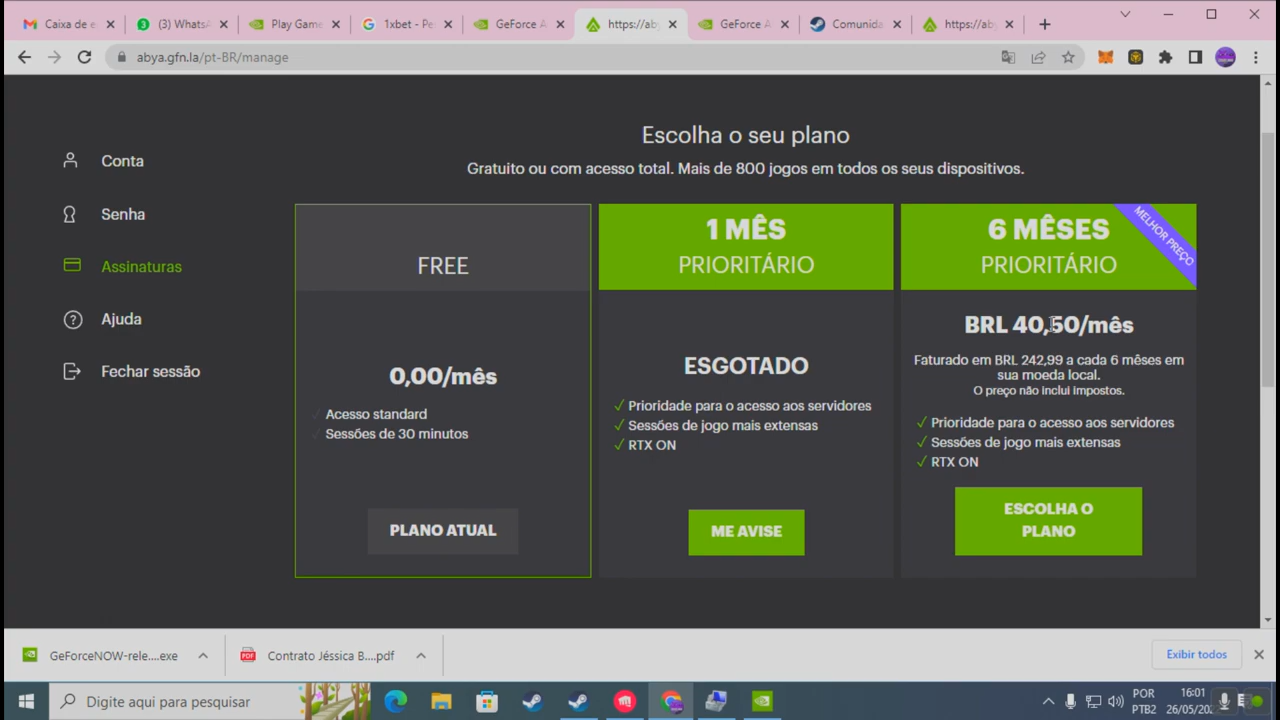 Caixa de e
(3) WhatsA
Play Game
1xbet - Pe
GeForce A
https://aby
GeForce A
Comunida
https://ab
abya.gfn.la/pt-BR/manage
Conta
Senha
Assinaturas
Ajuda
Fechar sessão
Escolha o seu plano
Gratuito ou com acesso total. Mais de 800 jogos em todos os seus dispositivos.
FREE
0,00/mês
✓ Acesso standard
✓ Sessões de 30 minutos
PLANO ATUAL
1 MÊS
PRIORITÁRIO
ESGOTADO
✓ Prioridade para o acesso aos servidores
✓ Sessões de jogo mais extensas
✓ RTX ON
ME AVISE
6 MÊSES
PRIORITÁRIO
MELHOR PREÇO
BRL 40,50/mês
Faturado em BRL 242,99 a cada 6 mêses em
sua moeda local.
O preço não inclui impostos.
✓ Prioridade para o acesso aos servidores
✓ Sessões de jogo mais extensas
✓ RTX ON
ESCOLHA O
PLANO
GeForceNOW-rele....exe
PDF
Contrato Jéssica B....pdf
Exibir todos
Digite aqui para pesquisar
POR
PTB2
16:01
26/05/20